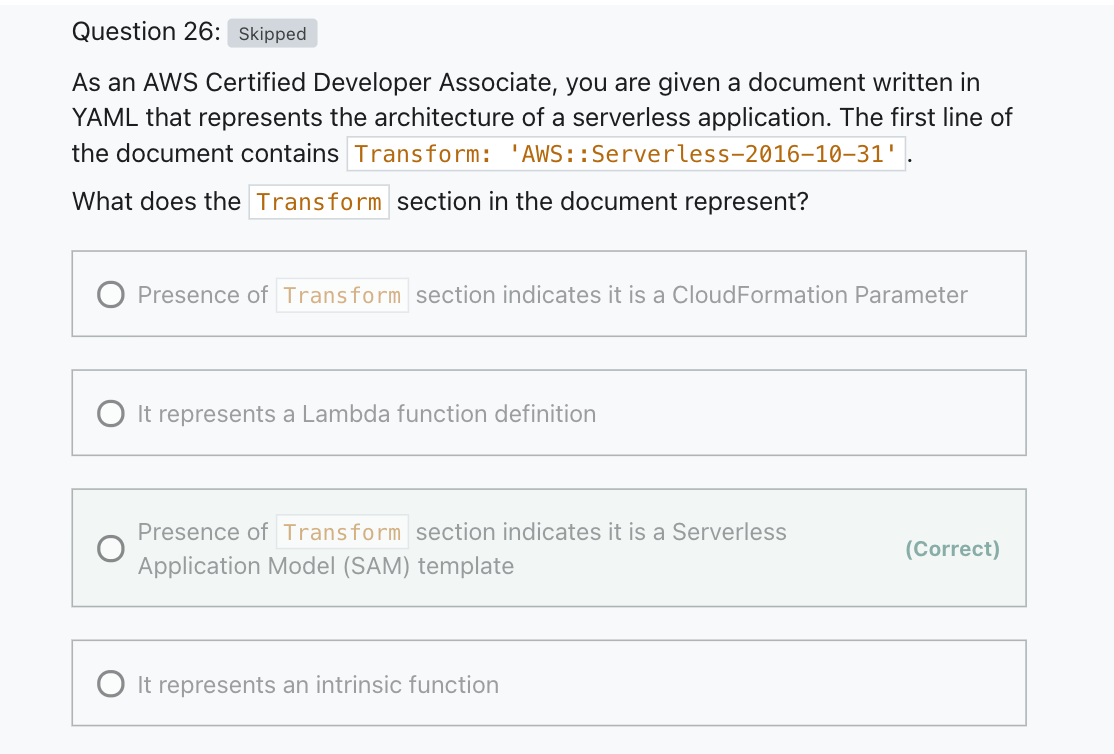 Question 26: Skipped
As an AWS Certified Developer Associate, you are given a document written in
YAML that represents the architecture of a serverless application. The first line of
the document contains Transform: 'AWS::Serverless-2016-10-31' .
What does the Transform section in the document represent?
Presence of Transform section indicates it is a CloudFormation Parameter
It represents a Lambda function definition
Presence of Transform section indicates it is a Serverless
Application Model (SAM) template
(Correct)
It represents an intrinsic function